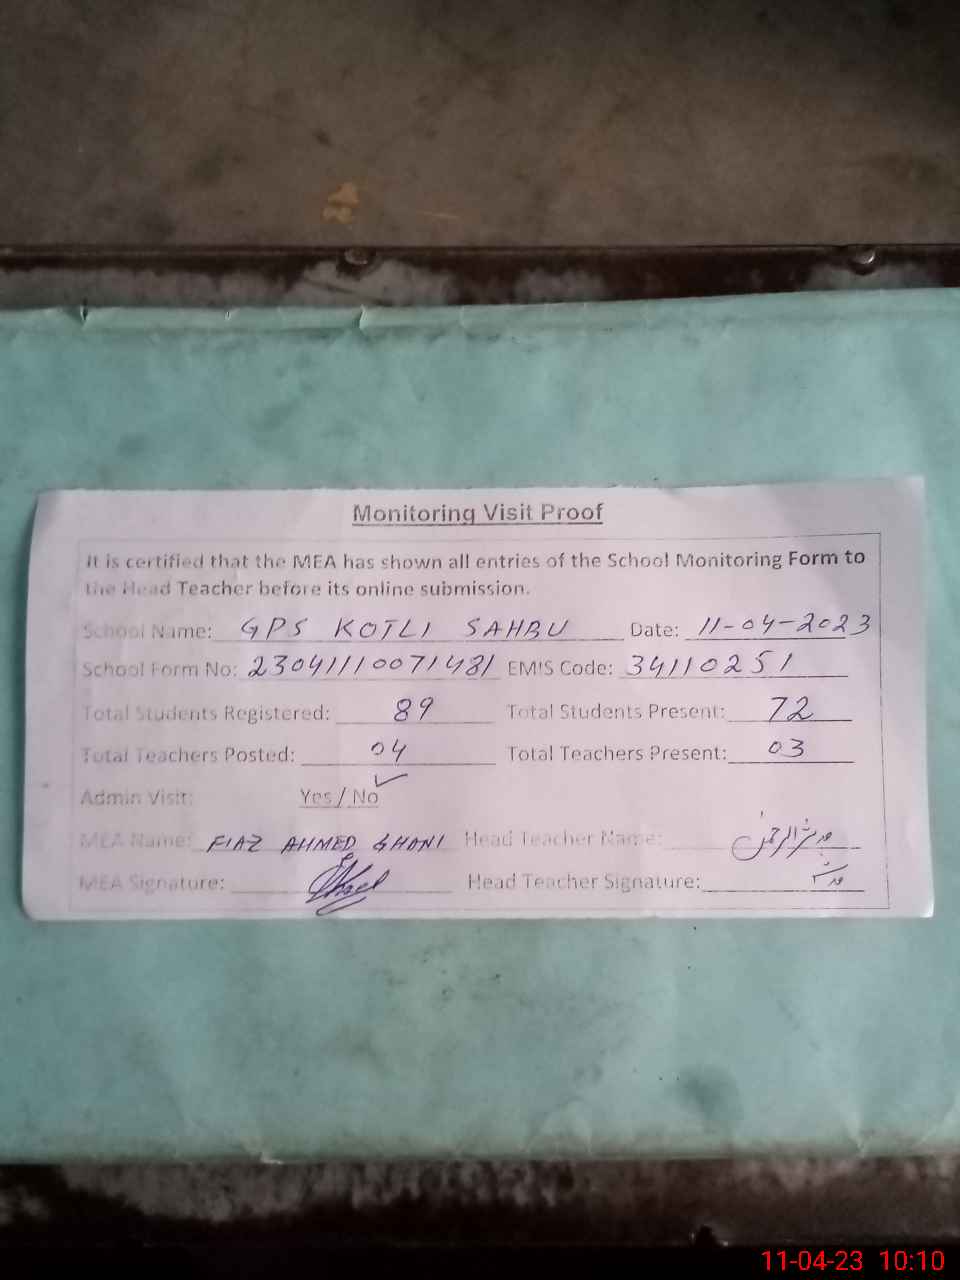 Monitoring Visit Proof
It is certified that the MEA has shown all entries of the School Monitoring Form to
the Head Teacher before its online submission.
School Name: GPS KOTLI SAHBU Date: 11-04-2023
School Form No: 23041110071481 EMIS Code: 34110251
Total Students Registered: 89 Total Students Present: 72
Total Teachers Posted: 04 Total Teachers Present: 03
Admin Visit: Yes / No ✓
MEA Name: FIAZ AHMED GHANI Head Teacher Name:
MEA Signature: Head Teacher Signature:
11-04-23 10:10